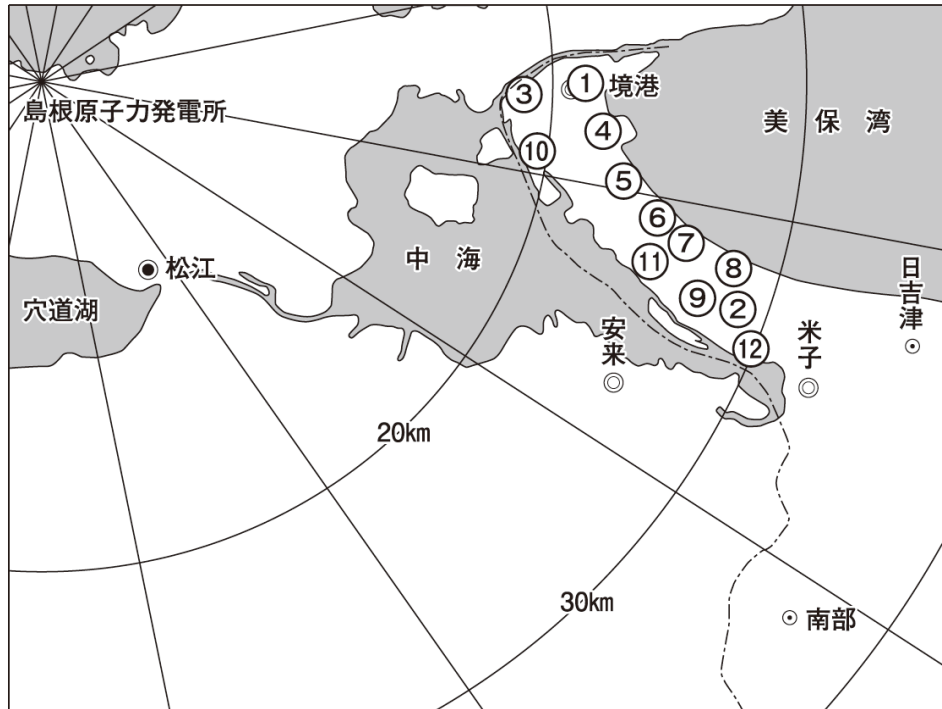 島根原子力発電所
③
①
境港
④
美保湾
⑩
⑤
⑥
⑦
中海
⑪
⑧
松江
穴道湖
⑨
②
日吉津
安来
⑫
米子
20km
30km
南部